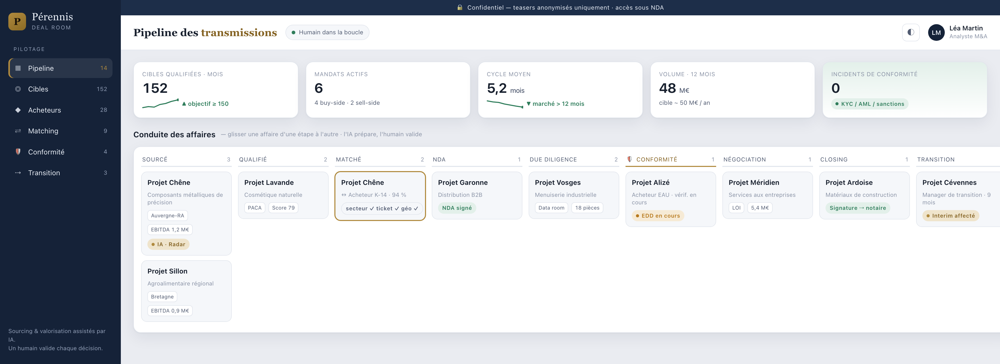 P
Pérennis
DEAL ROOM
PILOTAGE
Pipeline 14
Cibles 152
Acheteurs 28
Matching 9
Conformité 4
Transition 3
Sourcing & valorisation assistés par
IA.
Un humain valide chaque décision.
Confidentiel — teasers anonymisés uniquement · accès sous NDA
Pipeline des transmissions
Humain dans la boucle
LM
Léa Martin
Analyste M&A
CIBLES QUALIFIÉES · MOIS
152
▲ objectif ≥ 150
MANDATS ACTIFS
6
4 buy-side · 2 sell-side
CYCLE MOYEN
5,2 mois
▼ marché > 12 mois
VOLUME · 12 MOIS
48 M€
cible ~ 50 M€ / an
INCIDENTS DE CONFORMITÉ
0
KYC / AML / sanctions
Conduite des affaires — glisser une affaire d'une étape à l'autre · l'IA prépare, l'humain valide
SOURCÉ 3
Projet Chêne
Composants métalliques de
précision
Auvergne-RA
EBITDA 1,2 M€
IA · Radar
Projet Sillon
Agroalimentaire régional
Bretagne
EBITDA 0,9 M€
QUALIFIÉ 2
Projet Lavande
Cosmétique naturelle
PACA Score 79
MATCHÉ 2
Projet Chêne
↔ Acheteur K-14 · 94 %
secteur ✓ ticket ✓ géo ✓
NDA 1
Projet Garonne
Distribution B2B
NDA signé
DUE DILIGENCE 2
Projet Vosges
Menuiserie industrielle
Data room 18 pièces
CONFORMITÉ 1
Projet Alizé
Acheteur EAU · vérif. en
cours
EDD en cours
NÉGOCIATION 1
Projet Méridien
Services aux entreprises
LOI 5,4 M€
CLOSING 1
Projet Ardoise
Matériaux de construction
Signature ⇢ notaire
TRANSITION
Projet Cévennes
Manager de transition · 9
mois
Interim affecté